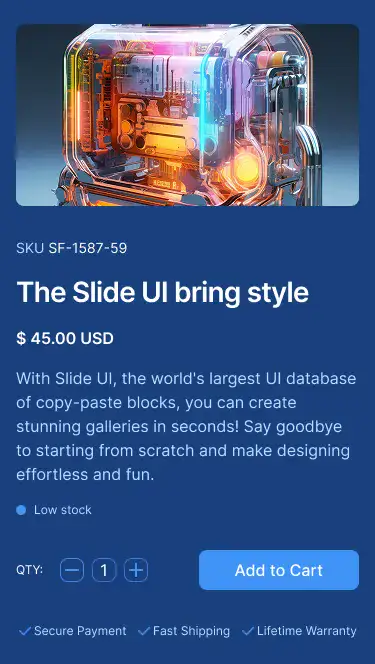 SKU SF-1587-59
The Slide UI bring style
$ 45.00 USD
With Slide UI, the world's largest UI database
of copy-paste blocks, you can create
stunning galleries in seconds! Say goodbye
to starting from scratch and make designing
effortless and fun.
Low stock
QTY: 1 Add to Cart
Secure Payment Fast Shipping Lifetime Warranty